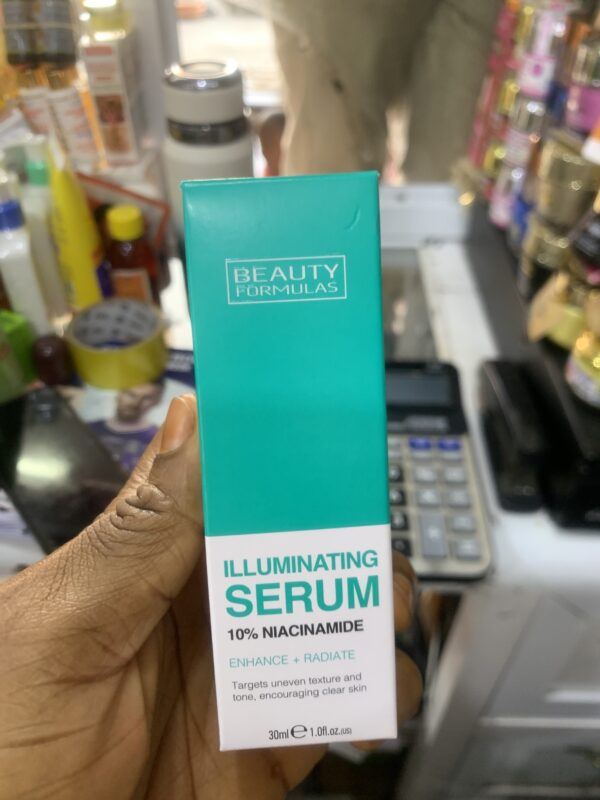 BEAUTY
FORMULAS
ILLUMINATING
SERUM
10% NIACINAMIDE
ENHANCE + RADIATE
Targets uneven texture and
tone, encouraging clear skin
30ml ℮ 1.0fl.oz.(US)